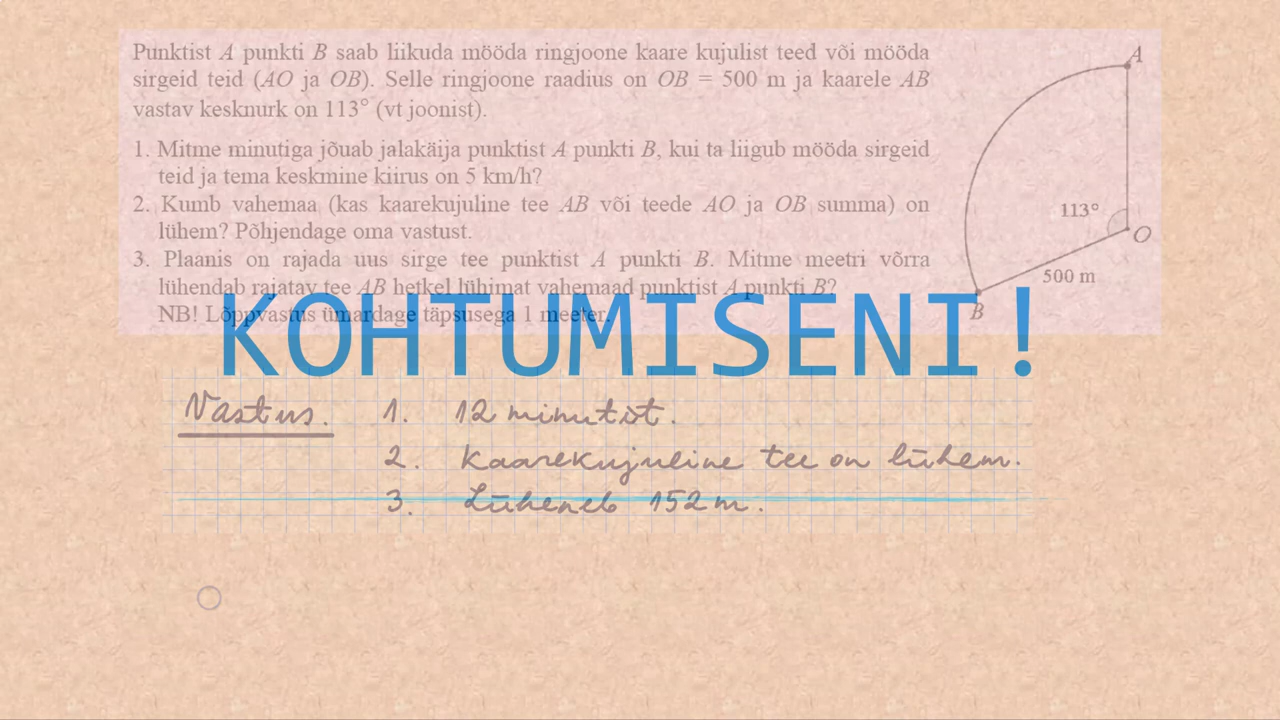 Punktist A punkti B saab liikuda mööda ringjoone kaare kujulist teed või mööda
sirgeid teid (AO ja OB). Selle ringjoone raadius on OB = 500 m ja kaarele AB
vastav kesknurk on 113° (vt joonist).
1. Mitme minutiga jõuab jalakäija punktist A punkti B, kui ta liigub mööda sirgeid
teid ja tema keskmine kiirus on 5 km/h?
2. Kumb vahemaa (kas kaarekujuline tee AB või teede AO ja OB summa) on
lühem? Põhjendage oma vastust.
3. Plaanis on rajada uus sirge tee punktist A punkti B. Mitme meetri võrra
lühendab rajatav tee AB hetkel lühimat vahemaad punktist A punkti B?
NB! Lõppvastus ümardage täpsusega 1 meeter.
A
113°
O
500 m
B
KOHTUMISENI!
Vastus. 1. 12 minutit.
2. Kaarekujuline tee on lühem.
3. Lüheneb 152 m.